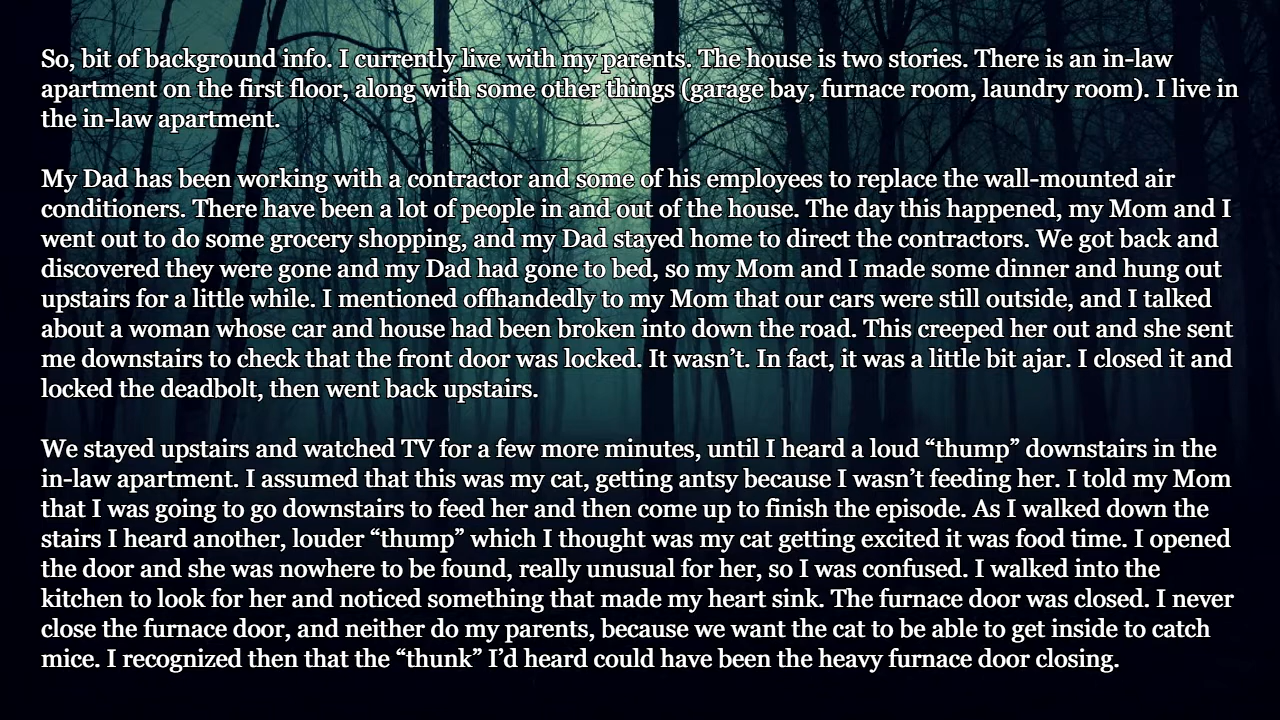 So, bit of background info. I currently live with my parents. The house is two stories. There is an in-law
apartment on the first floor, along with some other things (garage bay, furnace room, laundry room). I live in
the in-law apartment.
My Dad has been working with a contractor and some of his employees to replace the wall-mounted air
conditioners. There have been a lot of people in and out of the house. The day this happened, my Mom and I
went out to do some grocery shopping, and my Dad stayed home to direct the contractors. We got back and
discovered they were gone and my Dad had gone to bed, so my Mom and I made some dinner and hung out
upstairs for a little while. I mentioned offhandedly to my Mom that our cars were still outside, and I talked
about a woman whose car and house had been broken into down the road. This creeped her out and she sent
me downstairs to check that the front door was locked. It wasn’t. In fact, it was a little bit ajar. I closed it and
locked the deadbolt, then went back upstairs.
We stayed upstairs and watched TV for a few more minutes, until I heard a loud “thump” downstairs in the
in-law apartment. I assumed that this was my cat, getting antsy because I wasn’t feeding her. I told my Mom
that I was going to go downstairs to feed her and then come up to finish the episode. As I walked down the
stairs I heard another, louder “thump” which I thought was my cat getting excited it was food time. I opened
the door and she was nowhere to be found, really unusual for her, so I was confused. I walked into the
kitchen to look for her and noticed something that made my heart sink. The furnace door was closed. I never
close the furnace door, and neither do my parents, because we want the cat to be able to get inside to catch
mice. I recognized then that the “thunk” I’d heard could have been the heavy furnace door closing.